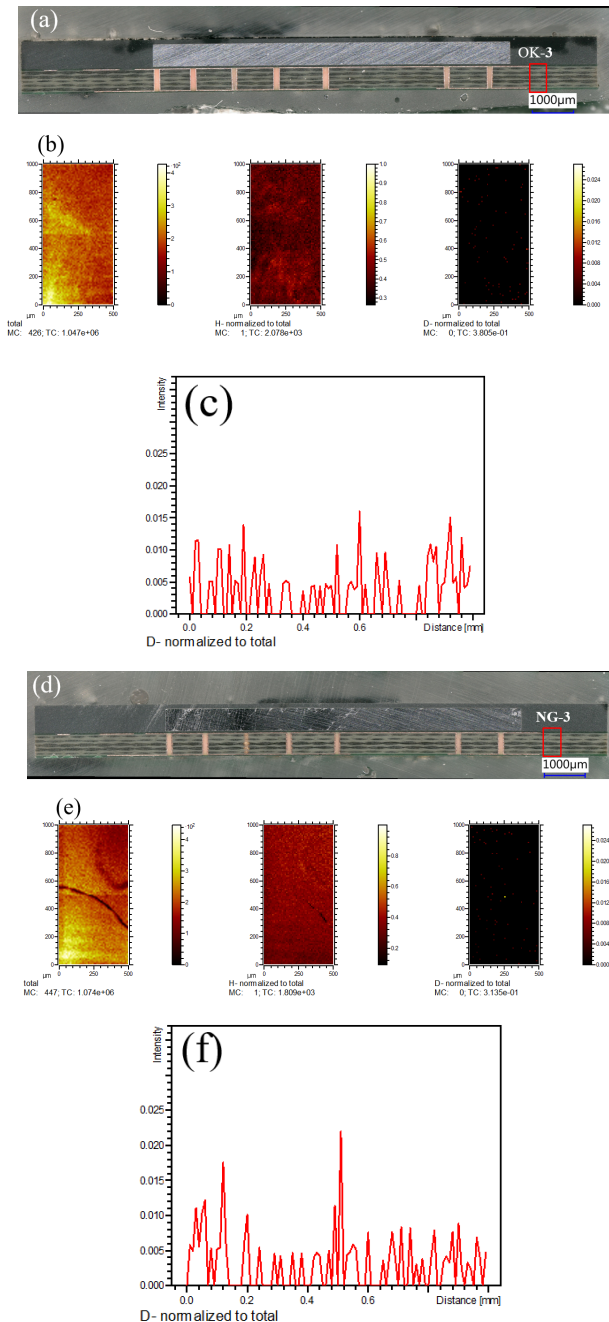 (a)
OK-3
1000μm
(b)
1000
800
600
400
200
0
μm 0 500
× 10²
4
3
2
1
0
total
MC: 426; TC: 1.047e+06
1000
800
600
400
200
0
μm 0 500
1.0
0.9
0.8
0.7
0.6
0.5
0.4
0.3
H- normalized to total
MC: 1; TC: 2.078e+03
1000
800
600
400
200
0
μm 0 500
0.024
0.020
0.016
0.012
0.008
0.004
0.000
D- normalized to total
MC: 0; TC: 3.805e-01
(c)
Intensity
0.025
0.020
0.015
0.010
0.005
0.000
0.0 0.2 0.4 0.6 Distance [mm]
D- normalized to total
(d)
NG-3
1000μm
(e)
1000
800
600
400
200
0
μm 0 500
× 10²
4
3
2
1
0
total
MC: 447; TC: 1.074e+06
1000
800
600
400
200
0
μm 0 500
0.8
0.6
0.4
0.2
H- normalized to total
MC: 1; TC: 1.809e+03
1000
800
600
400
200
0
μm 0 500
0.024
0.020
0.016
0.012
0.008
0.004
0.000
D- normalized to total
MC: 0; TC: 3.135e-01
(f)
Intensity
0.025
0.020
0.015
0.010
0.005
0.000
0.0 0.2 0.4 0.6 Distance [mm]
D- normalized to total